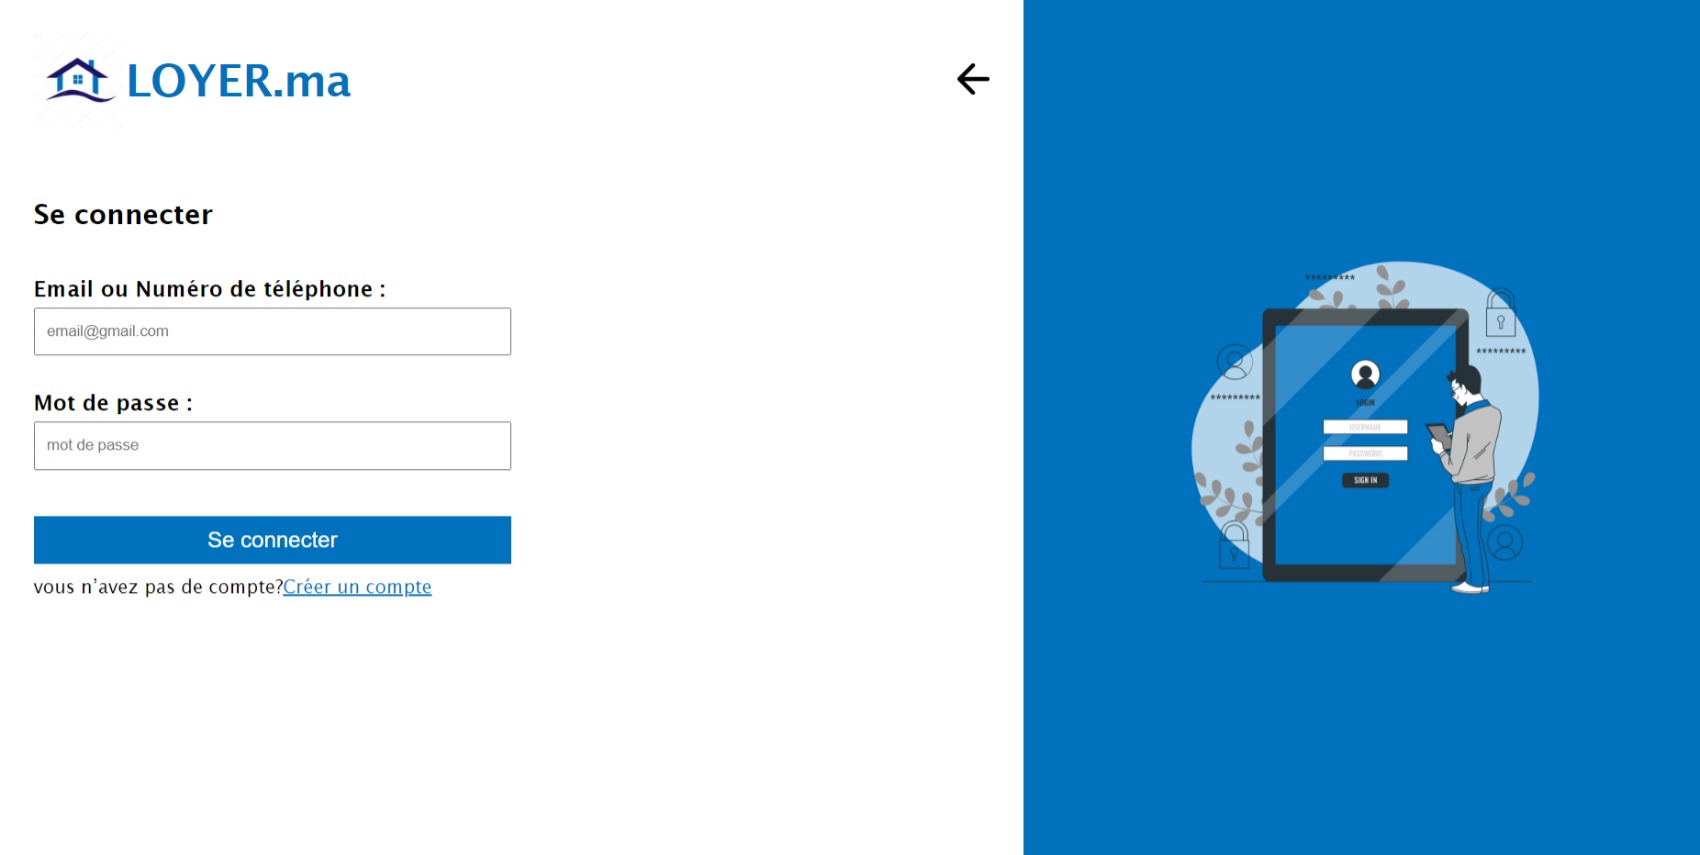 LOYER.ma
Se connecter
Email ou Numéro de téléphone :
email@gmail.com
Mot de passe :
mot de passe
Se connecter
vous n’avez pas de compte?Créer un compte
*********
*********
*********
LOGIN
USERNAME
PASSWORD
SIGN IN